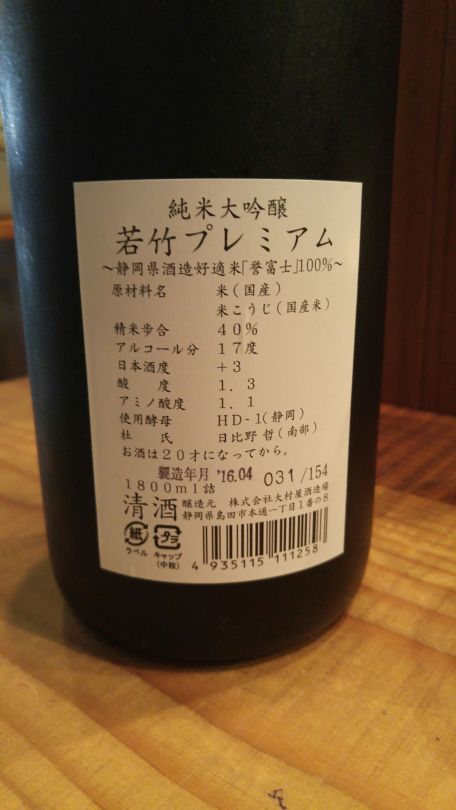 純米大吟醸
若竹プレミアム
～静岡県酒造好適米「誉富士」100%～
原材料名　米(国産)
米こうじ(国産米)
精米歩合　40%
アルコール分　17度
日本酒度　+3
酸　度　1.3
アミノ酸度　1.1
使用酵母　HD-1(静岡)
杜　氏　日比野 哲(南部)
お酒は20才になってから。
製造年月 '16.04　031/154
1800ml詰
清酒 醸造元　株式会社大村屋酒造場
静岡県島田市本通一丁目1番の8
紙 ラベル タラ キャップ(中栓)
4 935115 111258